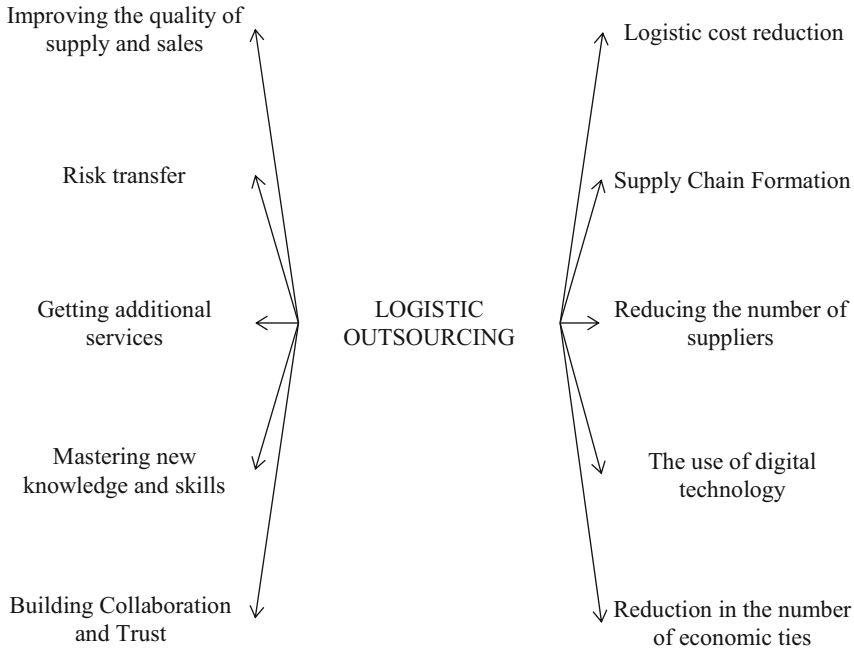 Improving the quality of
supply and sales
Risk transfer
Getting additional
services
Mastering new
knowledge and skills
Building Collaboration
and Trust
LOGISTIC
OUTSOURCING
Logistic cost reduction
Supply Chain Formation
Reducing the number of
suppliers
The use of digital
technology
Reduction in the number
of economic ties